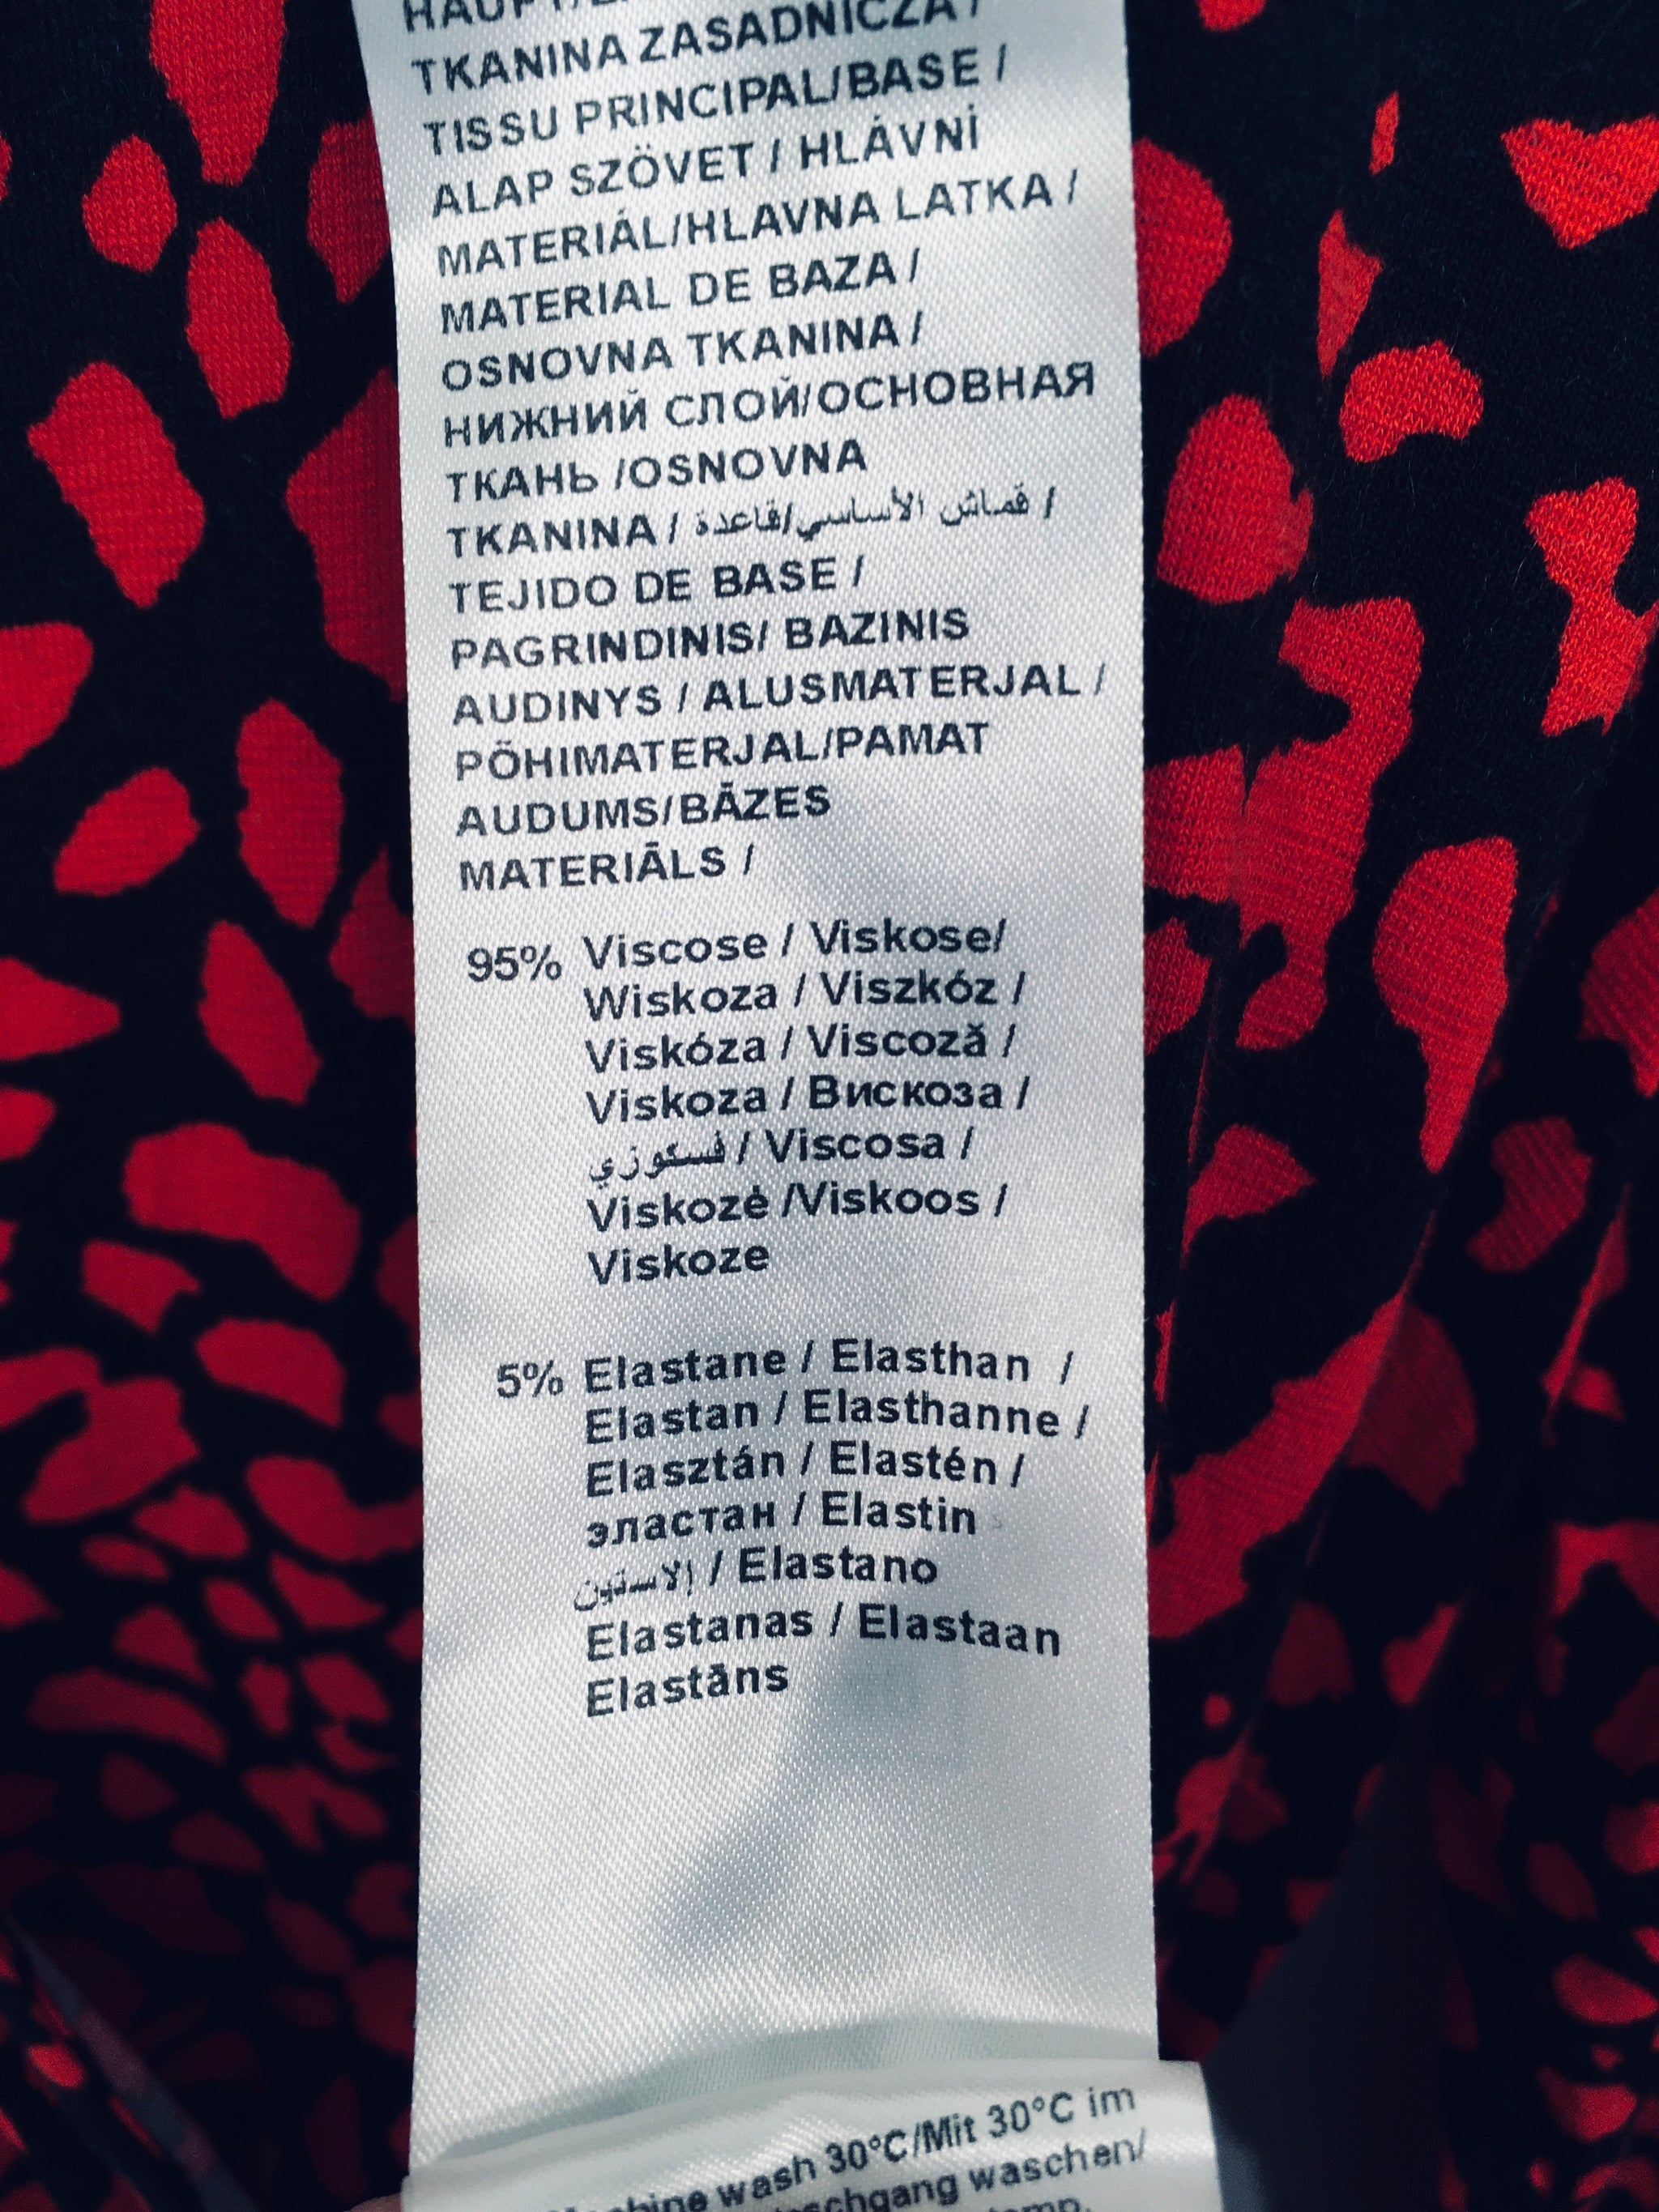 TKANINA ZASADNICZA /
TISSU PRINCIPAL/BASE /
ALAP SZÖVET / HLÁVNÍ
MATERIÁL/HLAVNA LATKA /
MATERIAL DE BAZA /
OSNOVNA TKANINA /
НИЖНИЙ СЛОЙ/ОСНОВНАЯ
ТКАНЬ /OSNOVNA
TKANINA / قماش الأساسي/قاعدة /
TEJIDO DE BASE /
PAGRINDINIS/ BAZINIS
AUDINYS / ALUSMATERJAL /
PÕHIMATERJAL/PAMAT
AUDUMS/BĀZES
MATERIĀLS /
95% Viscose / Viskose/
Wiskoza / Viszkóz /
Viskóza / Viscoză /
Viskoza / Вискоза /
فسكوزي / Viscosa /
Viskozė /Viskoos /
Viskoze
5% Elastane / Elasthan /
Elastan / Elasthanne /
Elasztán / Elastén /
эластан / Elastin
إلاستون / Elastano
Elastanas / Elastaan
Elastāns
wash 30°C/Mit 30°C im
waschen/